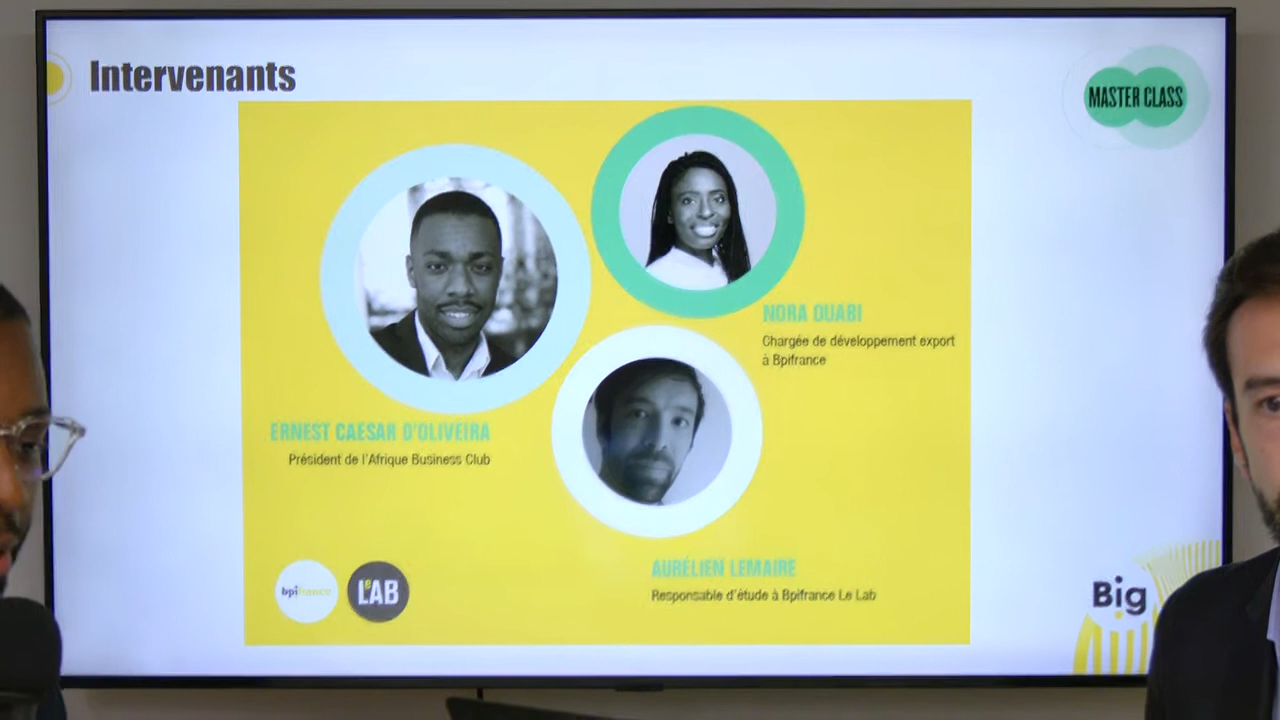 Intervenants
MASTER CLASS
NORA OUABI
Chargée de développement export
à Bpifrance
ERNEST CAESAR D'OLIVEIRA
Président de l'Afrique Business Club
AURÉLIEN LEMAIRE
Responsable d'étude à Bpifrance Le Lab
bpifrance
Le LAB
Big